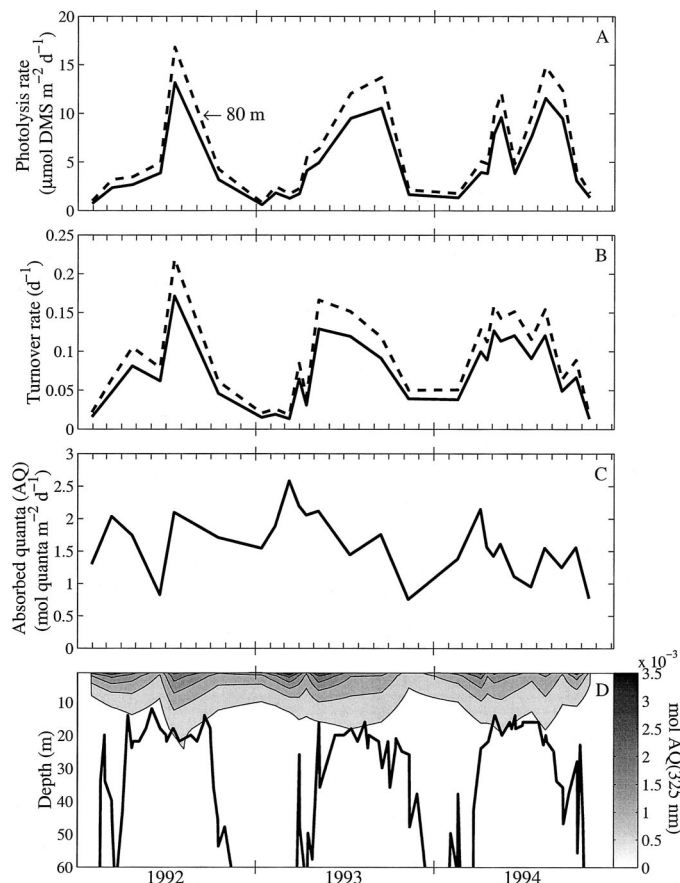 A
Photolysis rate
(μmol DMS m⁻² d⁻¹)
20
15
10
5
0
← 80 m
B
Turnover rate (d⁻¹)
0.25
0.2
0.15
0.1
0.05
0
C
Absorbed quanta (AQ)
(mol quanta m⁻² d⁻¹)
3
2.5
2
1.5
1
0.5
0
D
Depth (m)
10
20
30
40
50
60
1992
1993
1994
x 10⁻³
3.5
3
2.5
2
1.5
1
0.5
0
mol AQ(325 nm)